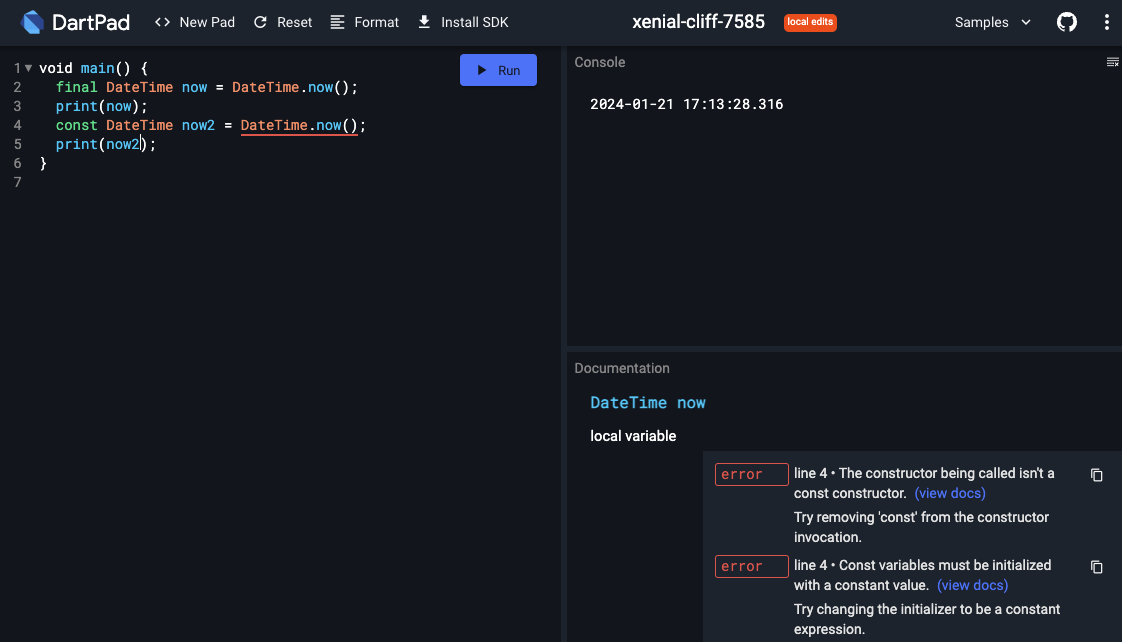 DartPad <> New Pad Reset Format Install SDK xenial-cliff-7585 local edits Samples
1 void main() {
2   final DateTime now = DateTime.now();
3   print(now);
4   const DateTime now2 = DateTime.now();
5   print(now2);
6 }
7
Run
Console
2024-01-21 17:13:28.316
Documentation
DateTime now
local variable
error line 4 • The constructor being called isn't a
const constructor. (view docs)
Try removing 'const' from the constructor
invocation.
error line 4 • Const variables must be initialized
with a constant value. (view docs)
Try changing the initializer to be a constant
expression.